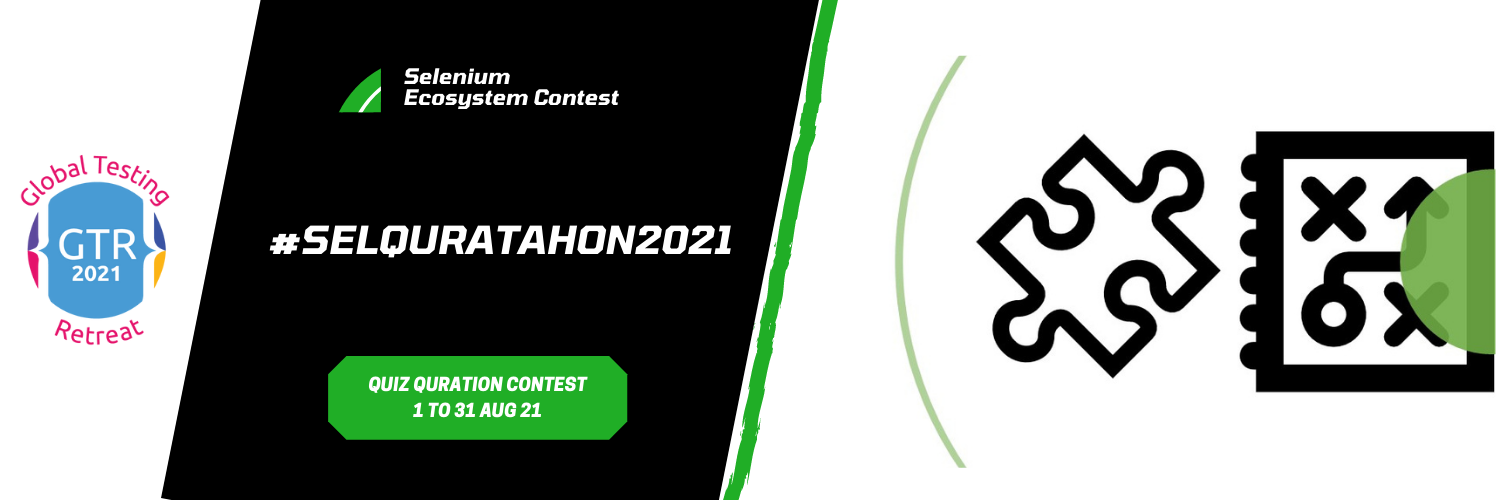 Global Testing
GTR
2021
Retreat
Selenium
Ecosystem Contest
#SELQURATAHON2021
QUIZ QURATION CONTEST
1 TO 31 AUG 21